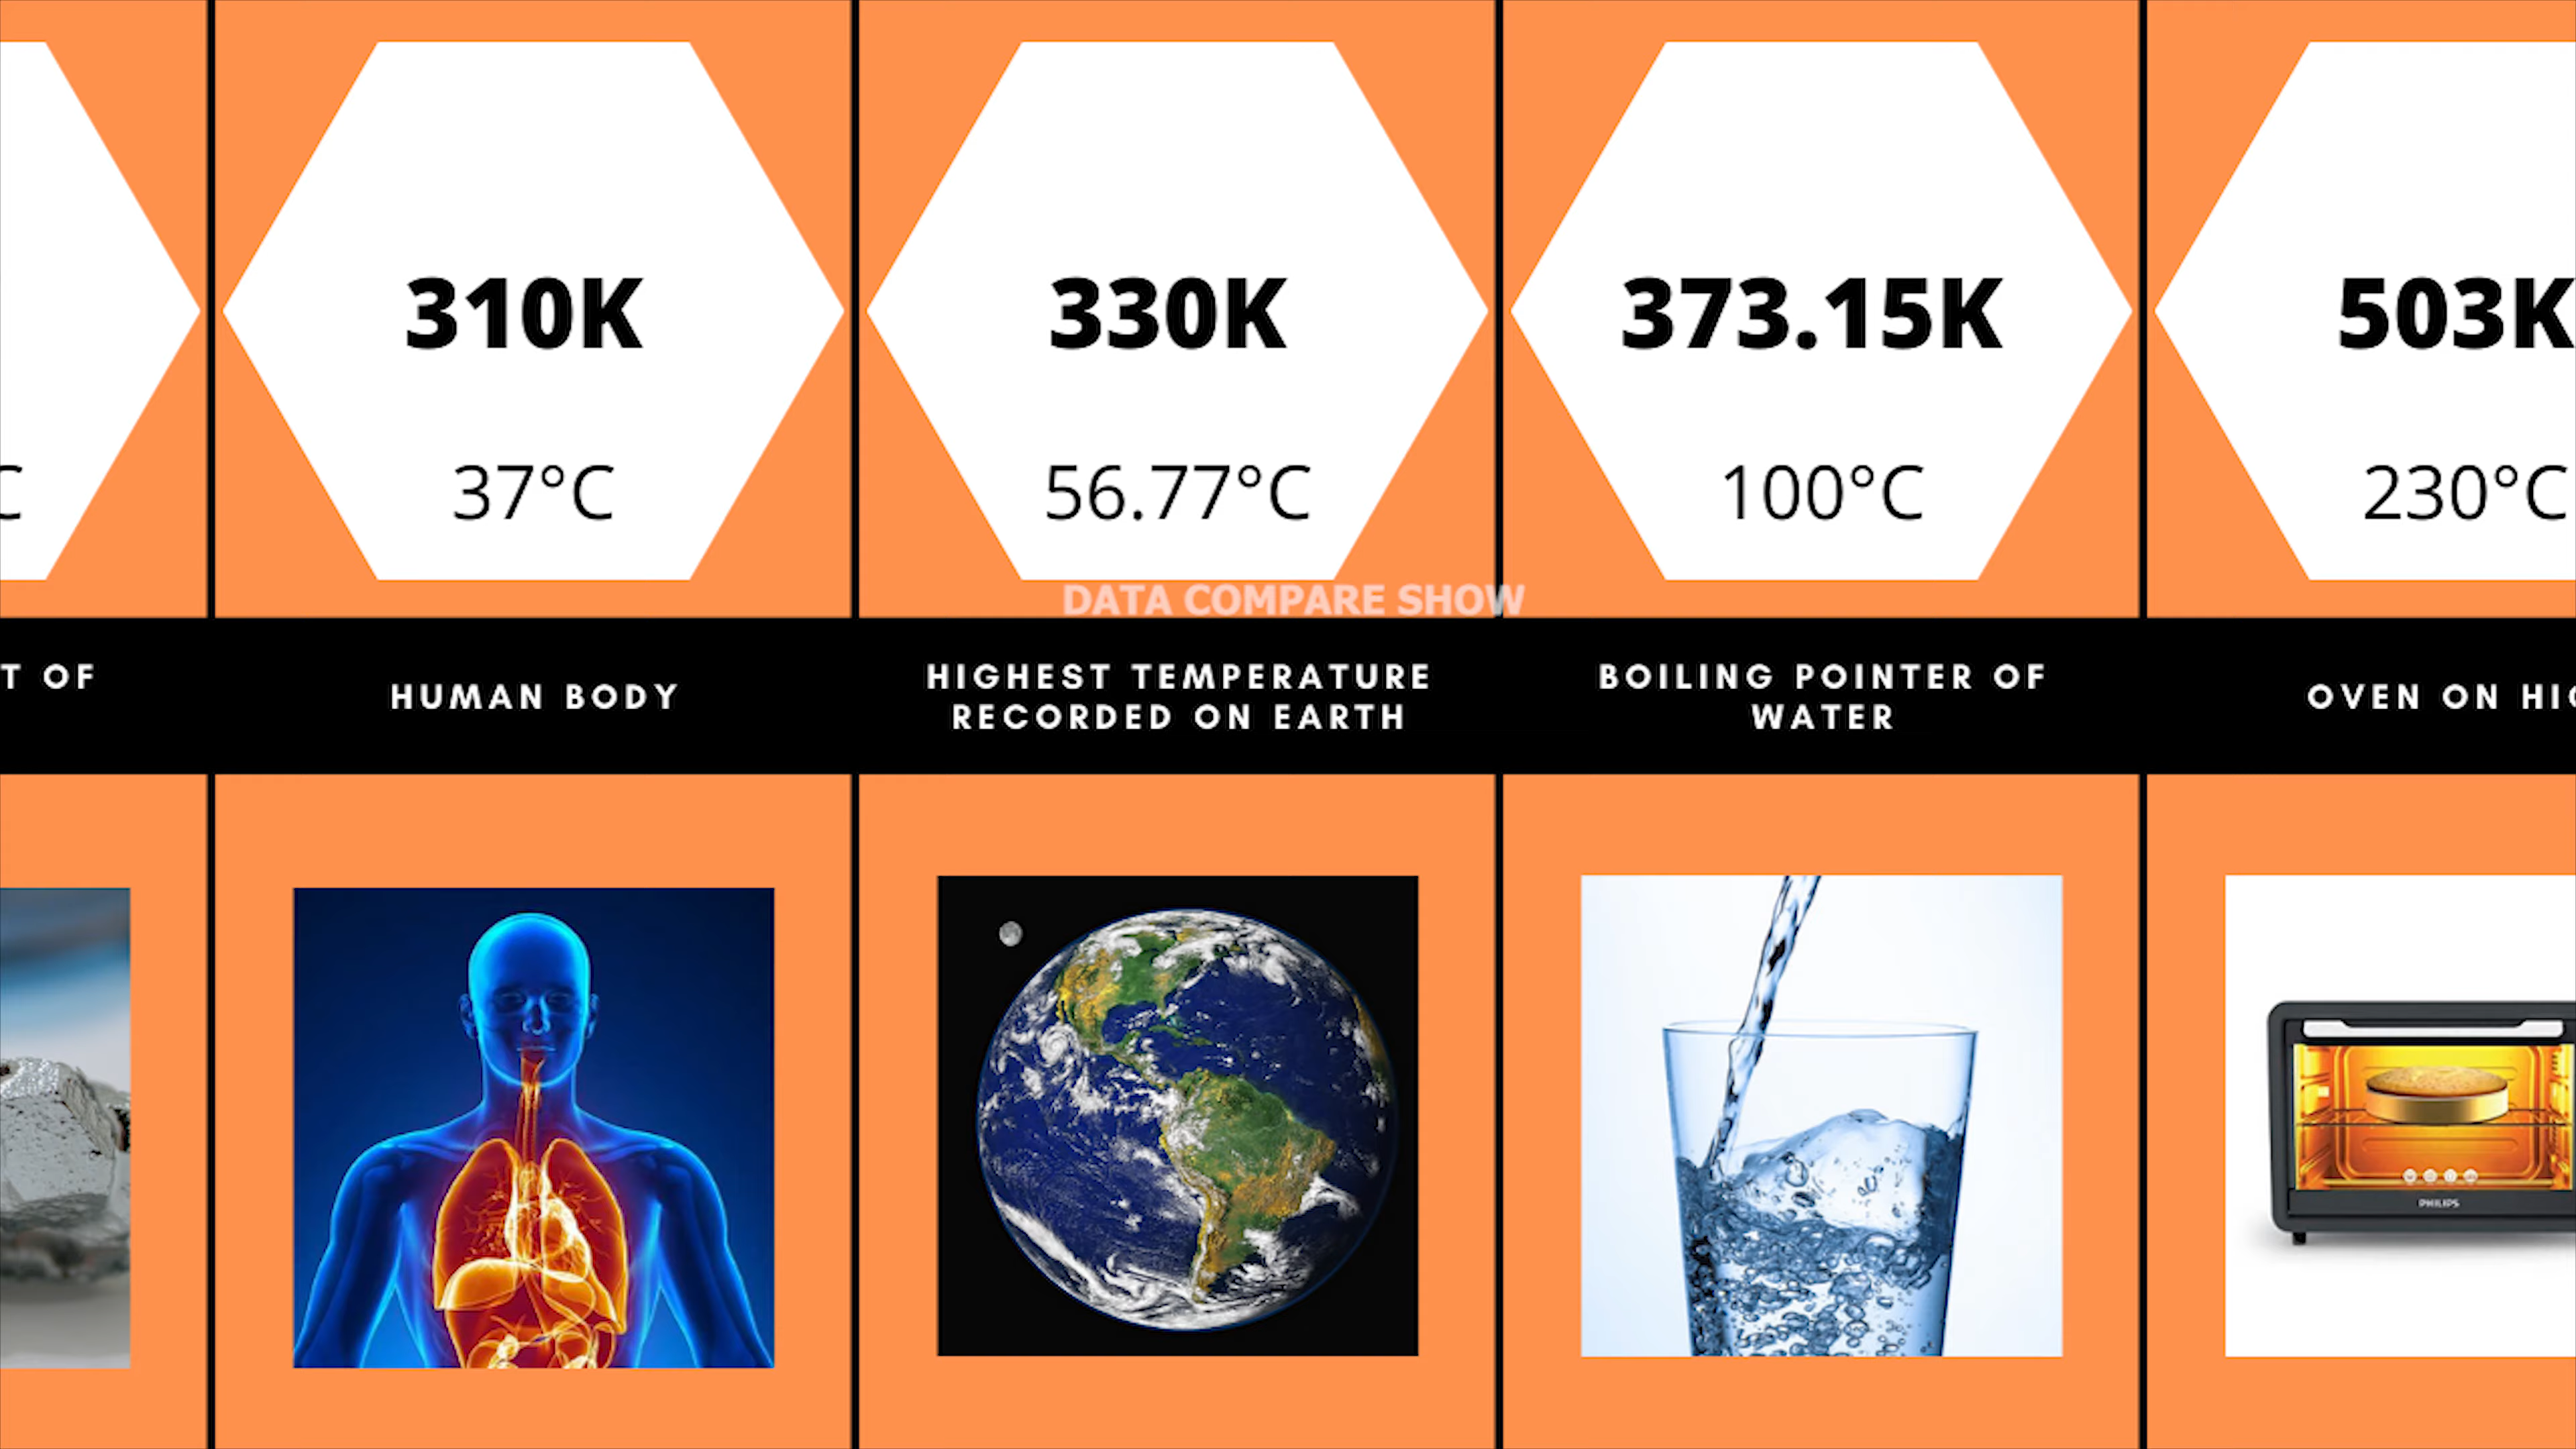 310K
37°C
330K
56.77°C
373.15K
100°C
503K
230°C
C
DATA COMPARE SHOW
T OF
HUMAN BODY
HIGHEST TEMPERATURE
RECORDED ON EARTH
BOILING POINTER OF
WATER
OVEN ON HIG
PHILIPS